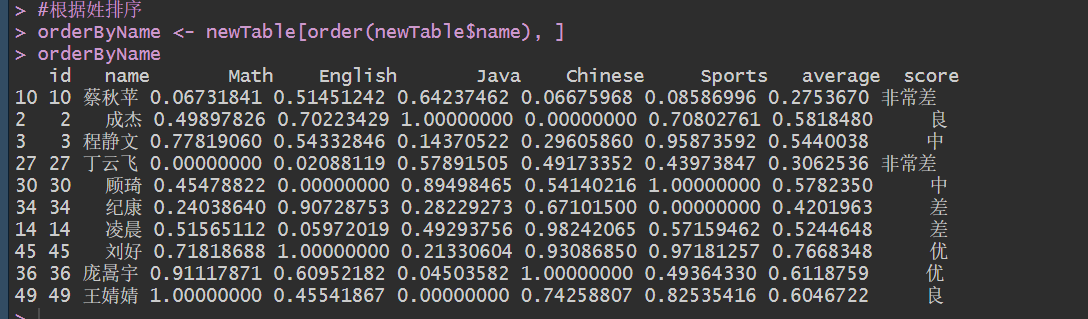 > #根据姓排序
> orderByName <- newTable[order(newTable$name), ]
> orderByName
id name Math English Java Chinese Sports average score
10 10 蔡秋苹 0.06731841 0.51451242 0.64237462 0.06675968 0.08586996 0.2753670 非常差
2 2 成杰 0.49897826 0.70223429 1.00000000 0.00000000 0.70802761 0.5818480 良
3 3 程静文 0.77819060 0.54332846 0.14370522 0.29605860 0.95873592 0.5440038 中
27 27 丁云飞 0.00000000 0.02088119 0.57891505 0.49173352 0.43973847 0.3062536 非常差
30 30 顾琦 0.45478822 0.00000000 0.89498465 0.54140216 1.00000000 0.5782350 中
34 34 纪康 0.24038640 0.90728753 0.28229273 0.67101500 0.00000000 0.4201963 差
14 14 凌晨 0.51565112 0.05972019 0.49293756 0.98242065 0.57159462 0.5244648 差
45 45 刘好 0.71818688 1.00000000 0.21330604 0.93086850 0.97181257 0.7668348 优
36 36 庞晑宇 0.91117871 0.60952182 0.04503582 1.00000000 0.49364330 0.6118759 优
49 49 王婧婧 1.00000000 0.45541867 0.00000000 0.74258807 0.82535416 0.6046722 良
>